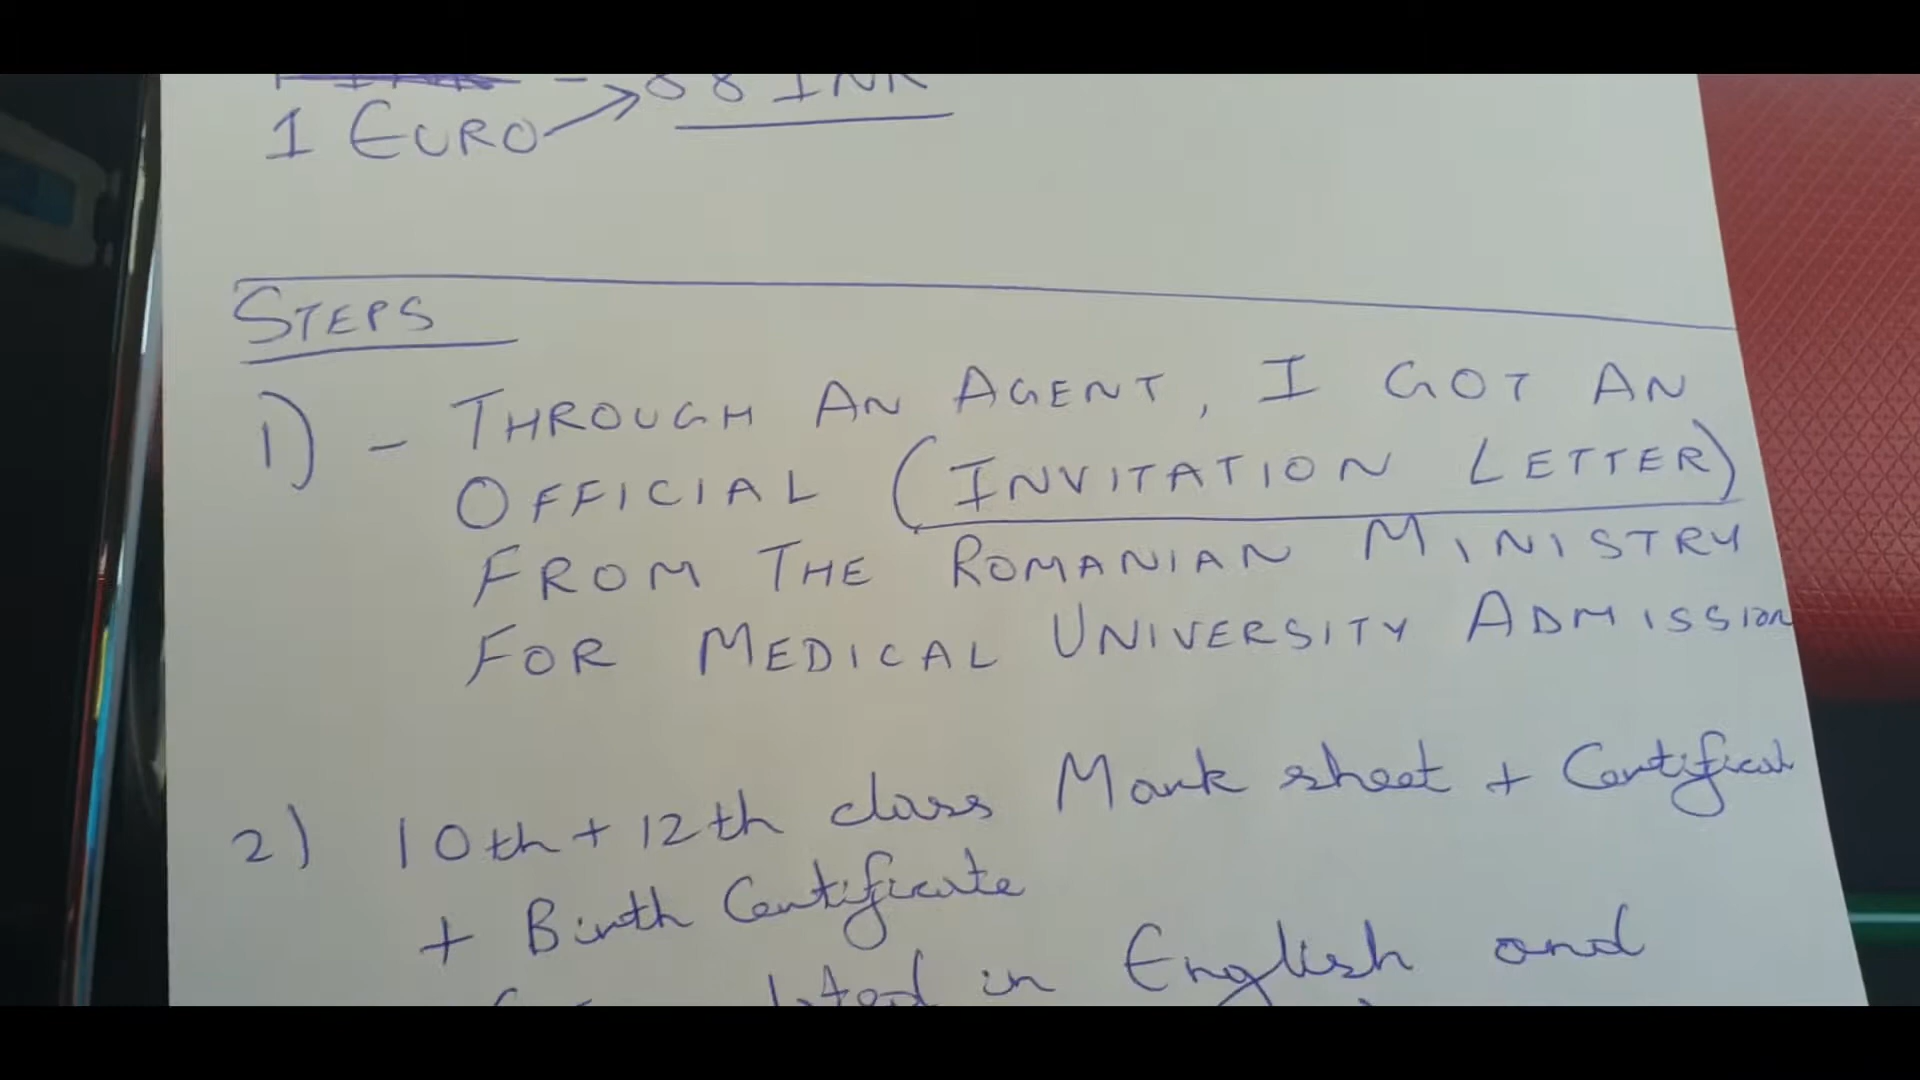 1 EURO → 88 INR
STEPS
1) - THROUGH AN AGENT, I GOT AN
OFFICIAL (INVITATION LETTER)
FROM THE ROMANIAN MINISTRY
FOR MEDICAL UNIVERSITY ADMISSION
2) 10th + 12th class Mark sheet + Certificat
+ Birth Certificate
in English and